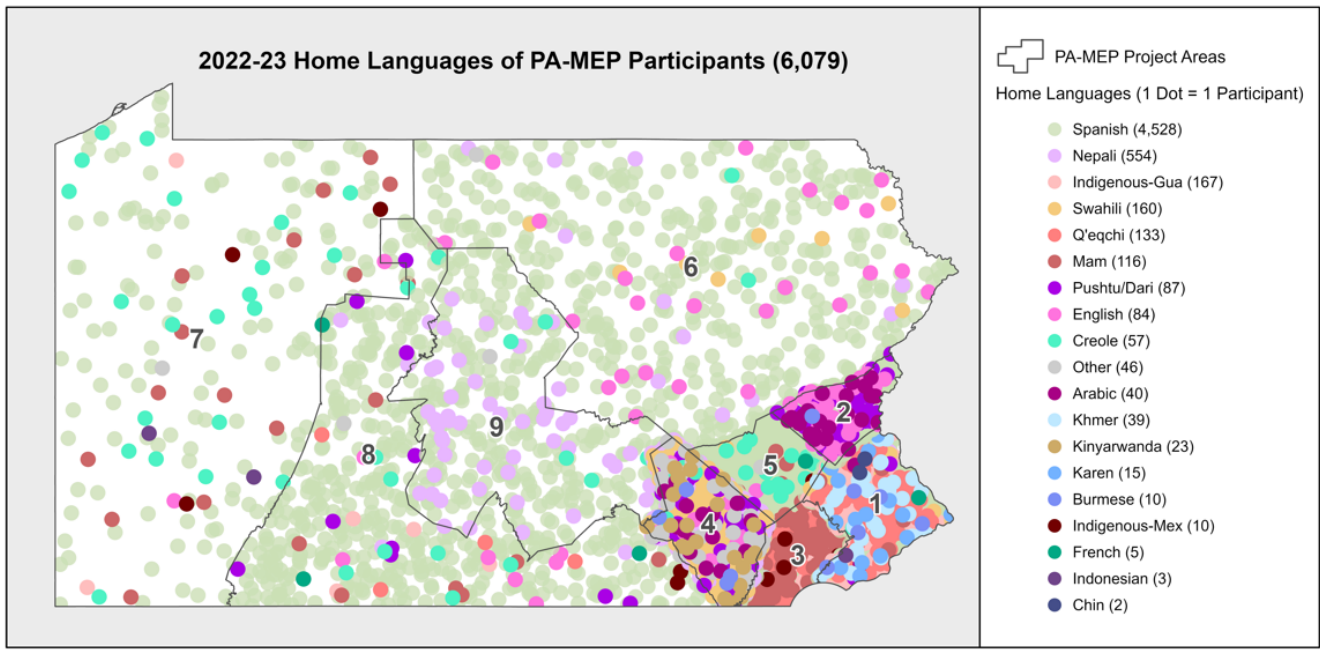 2022-23 Home Languages of PA-MEP Participants (6,079)
6
7
2
9
8
5
1
4
3
PA-MEP Project Areas
Home Languages (1 Dot = 1 Participant)
Spanish (4,528)
Nepali (554)
Indigenous-Gua (167)
Swahili (160)
Q'eqchi (133)
Mam (116)
Pushtu/Dari (87)
English (84)
Creole (57)
Other (46)
Arabic (40)
Khmer (39)
Kinyarwanda (23)
Karen (15)
Burmese (10)
Indigenous-Mex (10)
French (5)
Indonesian (3)
Chin (2)